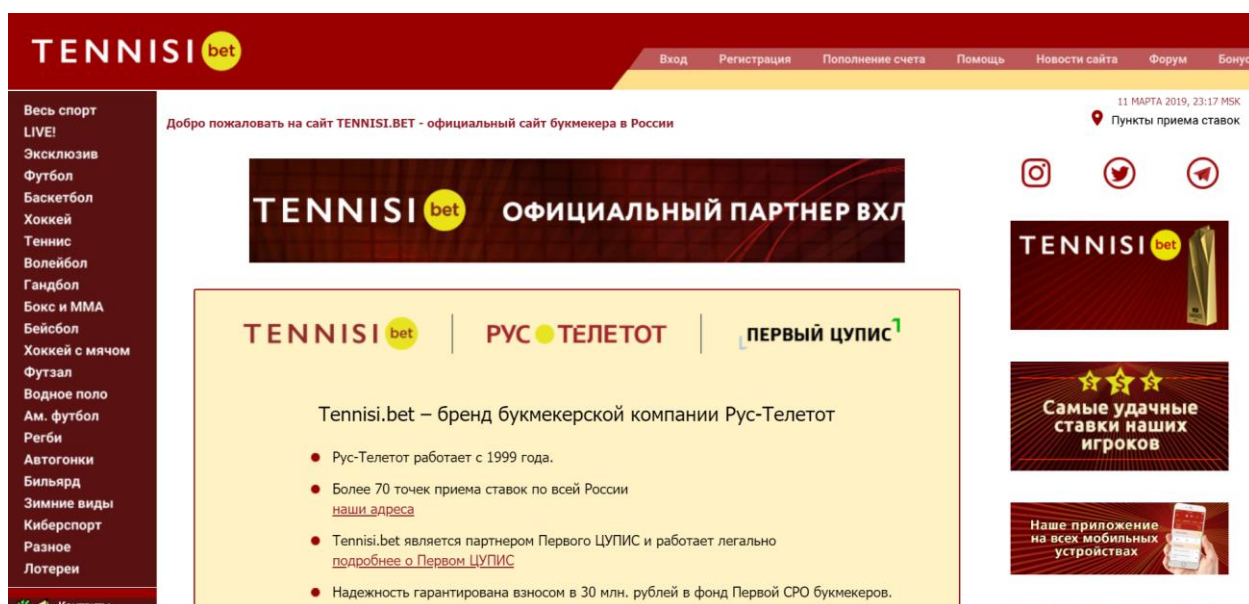 TENNISI bet
Вход Регистрация Пополнение счета Помощь Новости сайта Форум Бонус
11 МАРТА 2019, 23:17 MSK
Пункты приема ставок
Весь спорт
LIVE!
Эксклюзив
Футбол
Баскетбол
Хоккей
Теннис
Волейбол
Гандбол
Бокс и ММА
Бейсбол
Хоккей с мячом
Футзал
Водное поло
Ам. футбол
Регби
Автогонки
Бильярд
Зимние виды
Киберспорт
Разное
Лотереи
Добро пожаловать на сайт TENNISI.BET - официальный сайт букмекера в России
TENNISI bet ОФИЦИАЛЬНЫЙ ПАРТНЕР ВХЛ
TENNISI bet РУС ТЕЛЕТОТ ПЕРВЫЙ ЦУПИС
Tennisi.bet – бренд букмекерской компании Рус-Телетот
Рус-Телетот работает с 1999 года.
Более 70 точек приема ставок по всей России
наши адреса
Tennisi.bet является партнером Первого ЦУПИС и работает легально
подробнее о Первом ЦУПИС
Надежность гарантирована взносом в 30 млн. рублей в фонд Первой СРО букмекеров.
TENNISI bet
Самые удачные
ставки наших
игроков
Наше приложение
на всех мобильных
устройствах